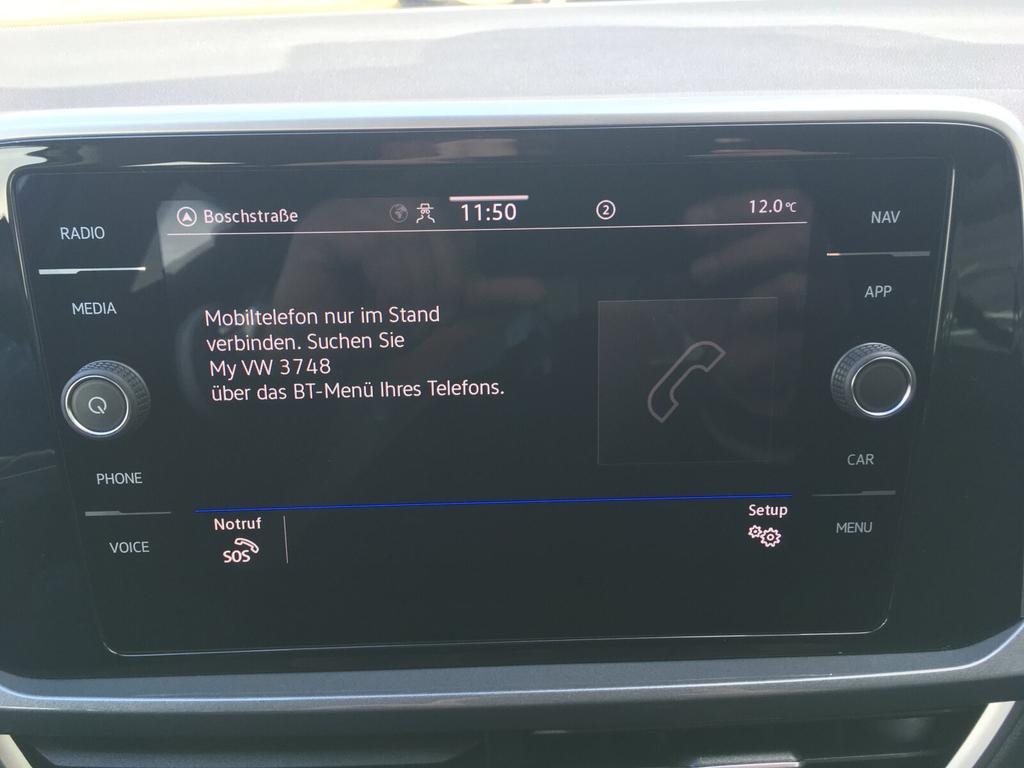 RADIO
MEDIA
PHONE
VOICE
Boschstraße
11:50
2
12.0°C
Mobiltelefon nur im Stand
verbinden. Suchen Sie
My VW 3748
über das BT-Menü Ihres Telefons.
Notruf
SOS
Setup
NAV
APP
CAR
MENU